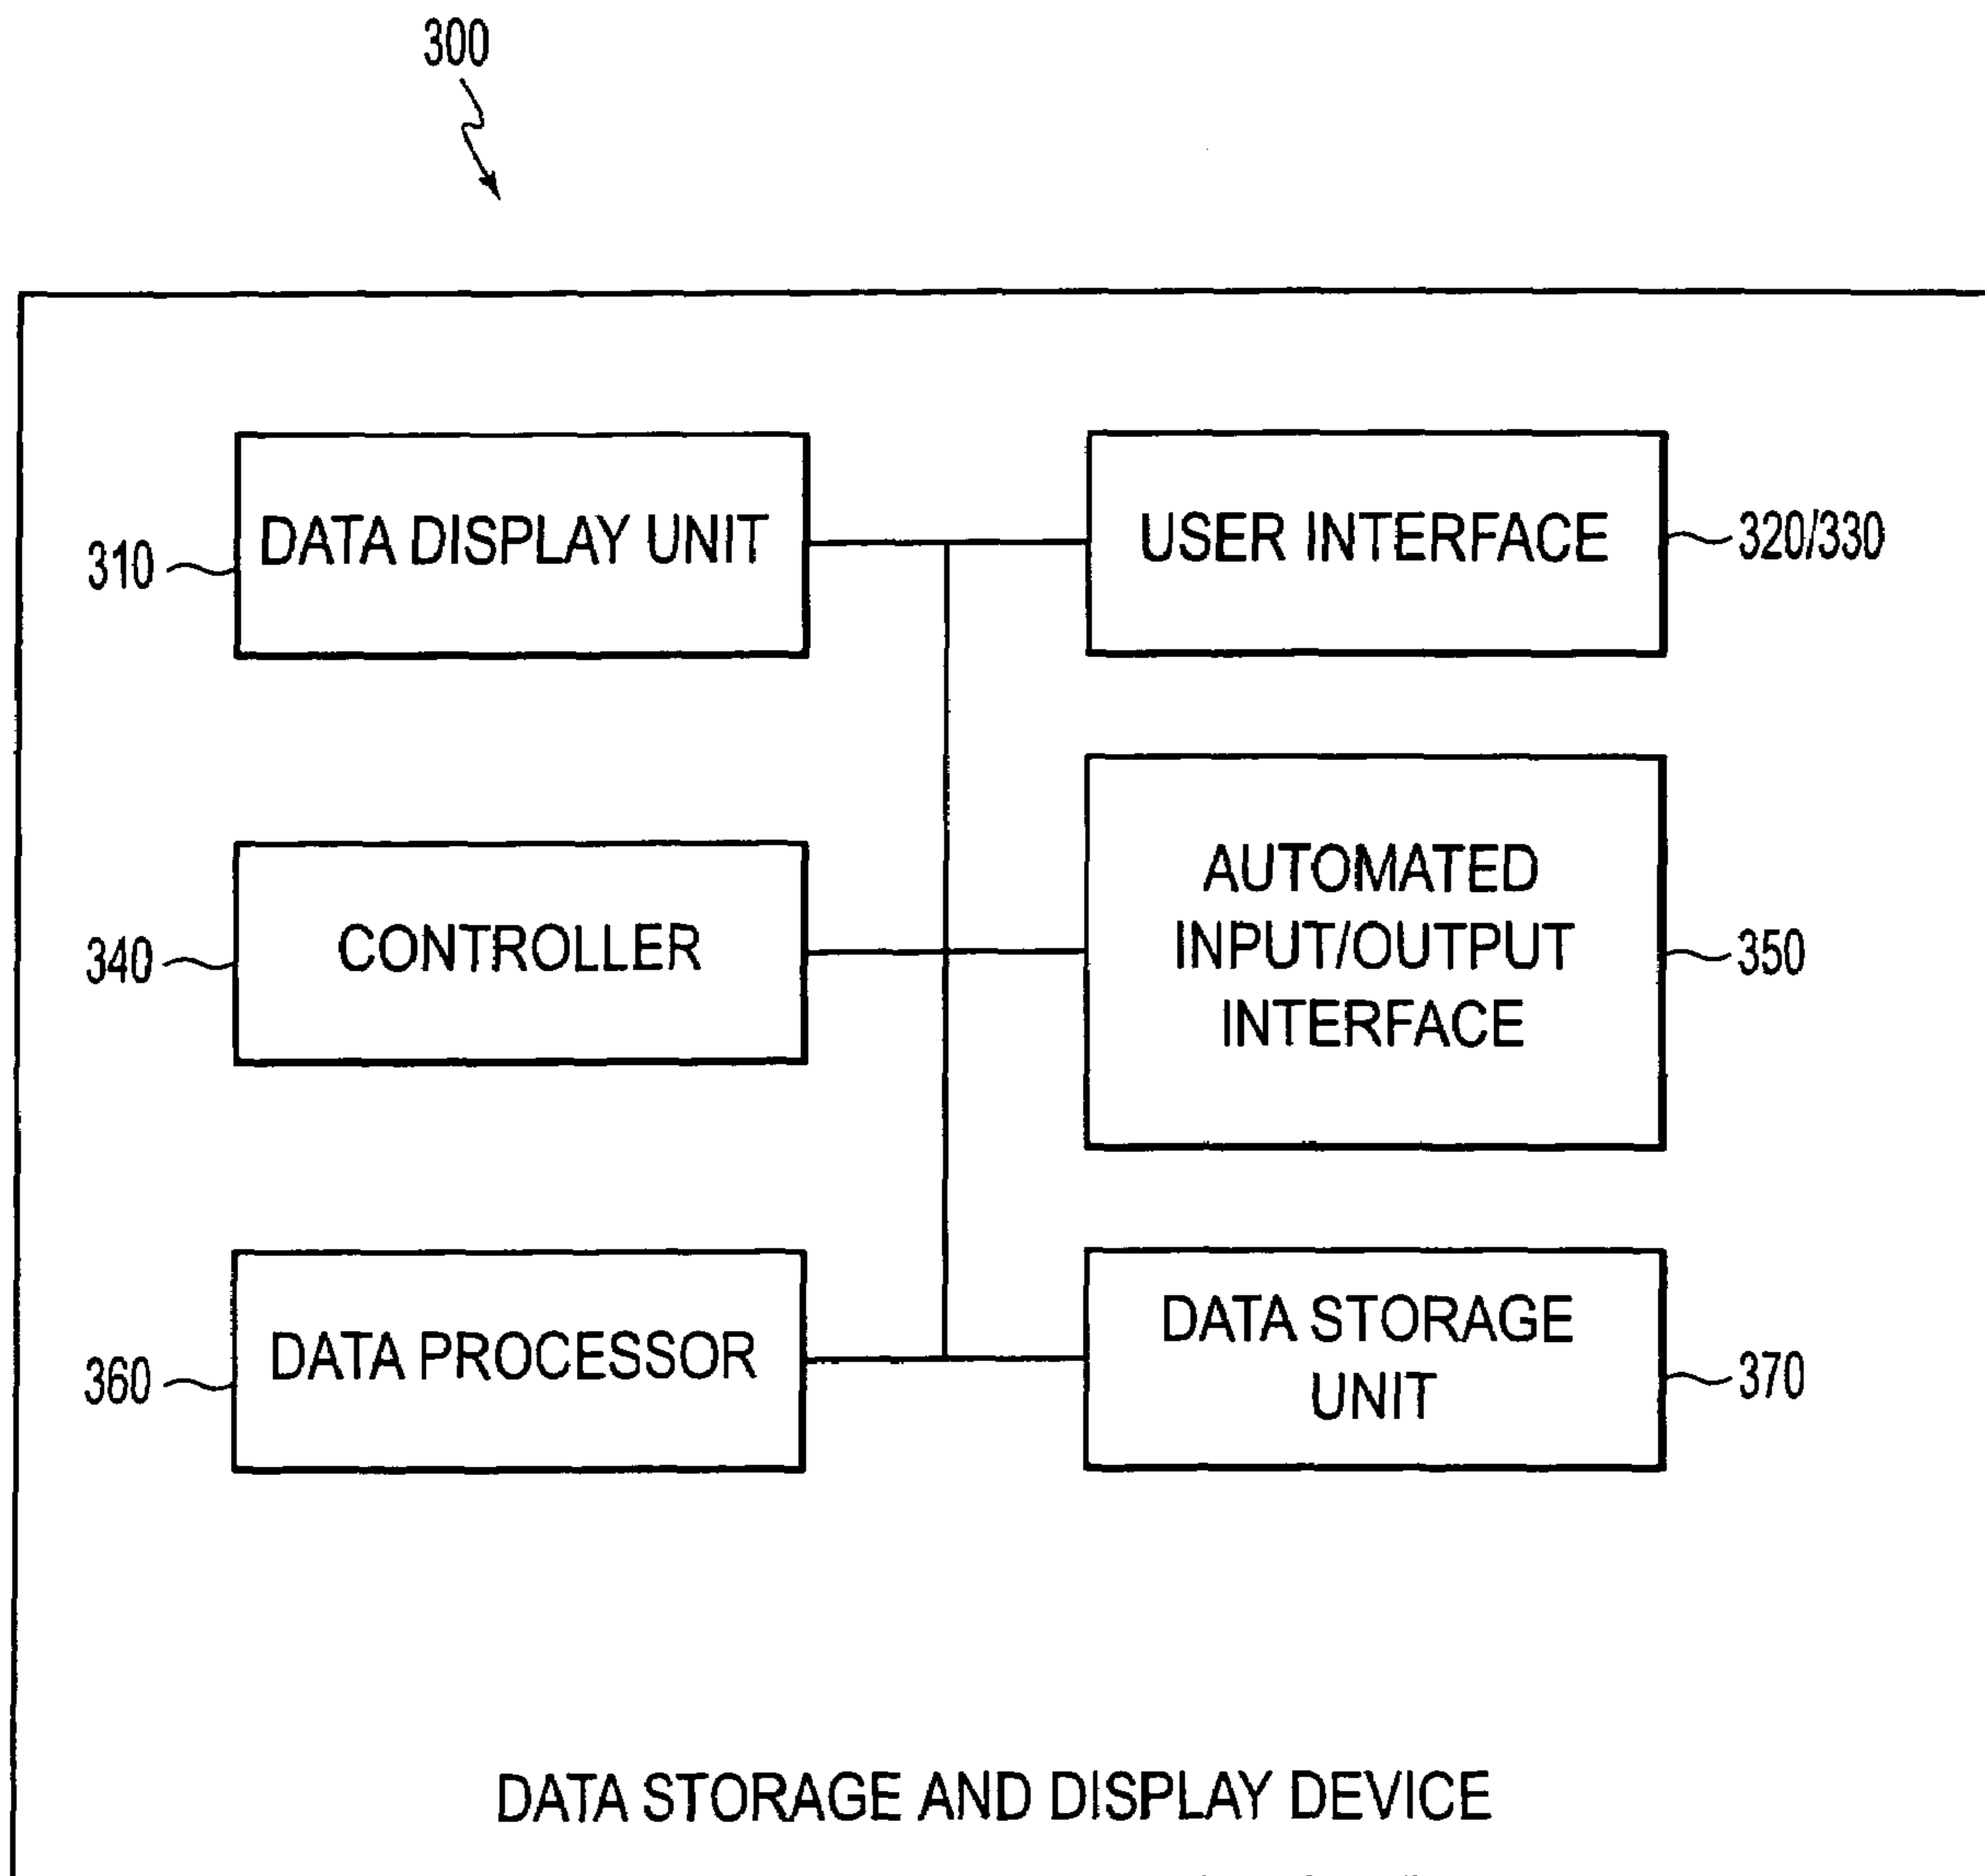 300
DATA DISPLAY UNIT
310
USER INTERFACE
320/330
CONTROLLER
340
AUTOMATED
INPUT/OUTPUT
INTERFACE
350
DATA PROCESSOR
360
DATA STORAGE
UNIT
370
DATA STORAGE AND DISPLAY DEVICE